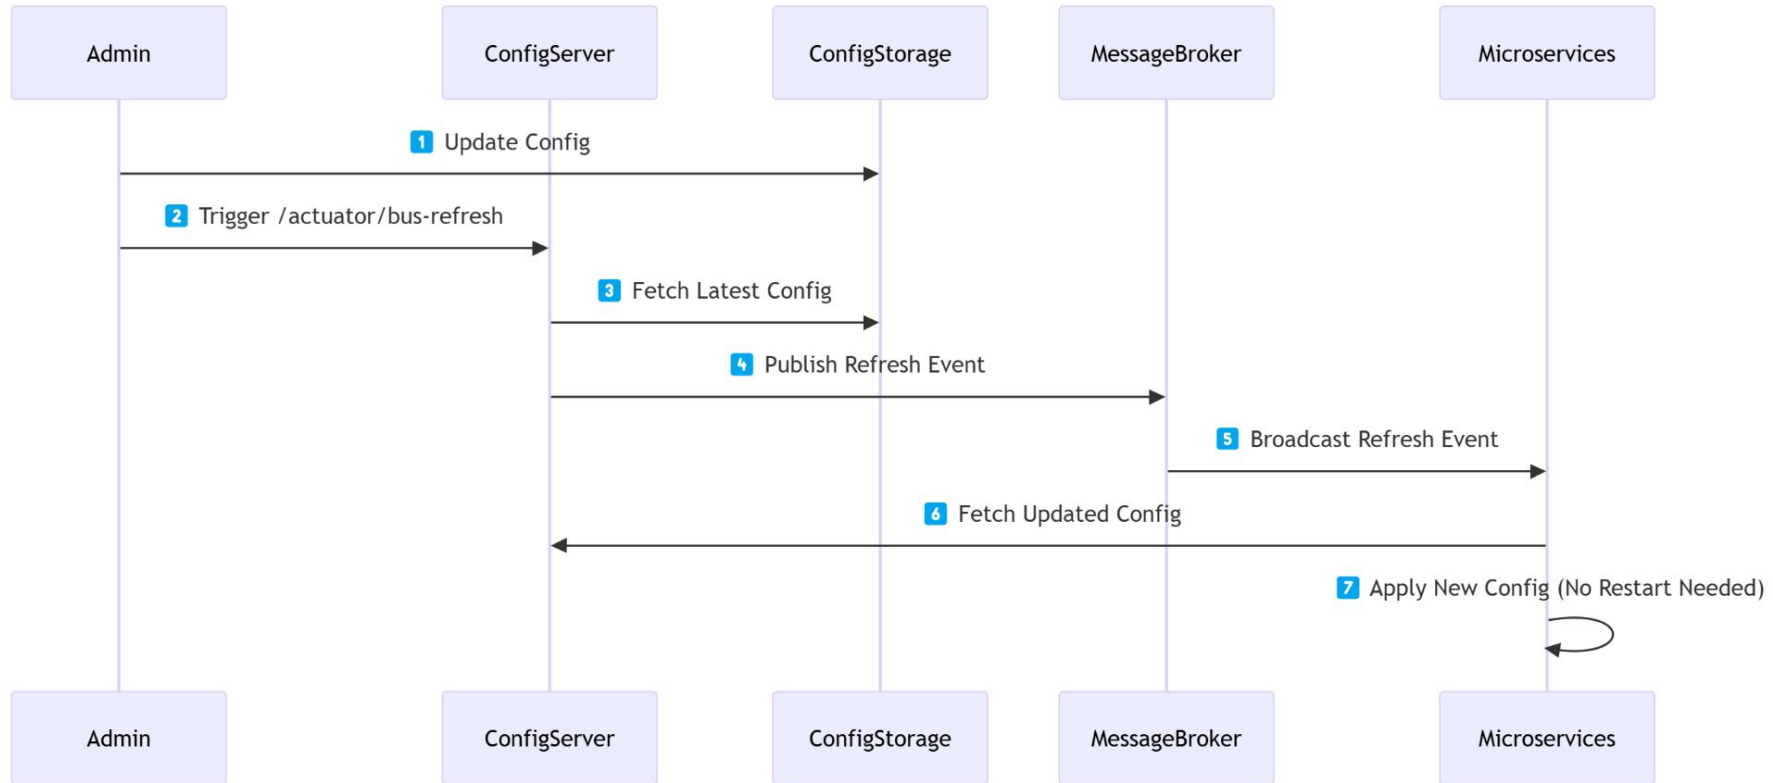 Admin
ConfigServer
ConfigStorage
MessageBroker
Microservices
1 Update Config
2 Trigger /actuator/bus-refresh
3 Fetch Latest Config
4 Publish Refresh Event
5 Broadcast Refresh Event
6 Fetch Updated Config
7 Apply New Config (No Restart Needed)
Admin
ConfigServer
ConfigStorage
MessageBroker
Microservices